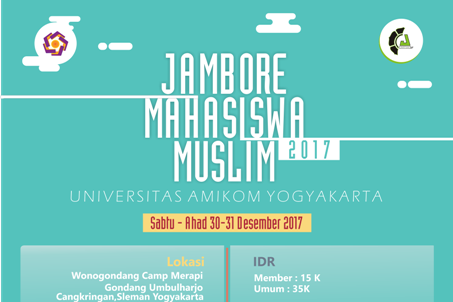 JAMBORE
MAHASISWA
MUSLIM 2017
UNIVERSITAS AMIKOM YOGYAKARTA
Sabtu - Ahad 30-31 Desember 2017
Lokasi
Wonogondang Camp Merapi
Gondang Umbulharjo
Cangkringan,Sleman Yogyakarta
IDR
Member : 15 K
Umum : 35K